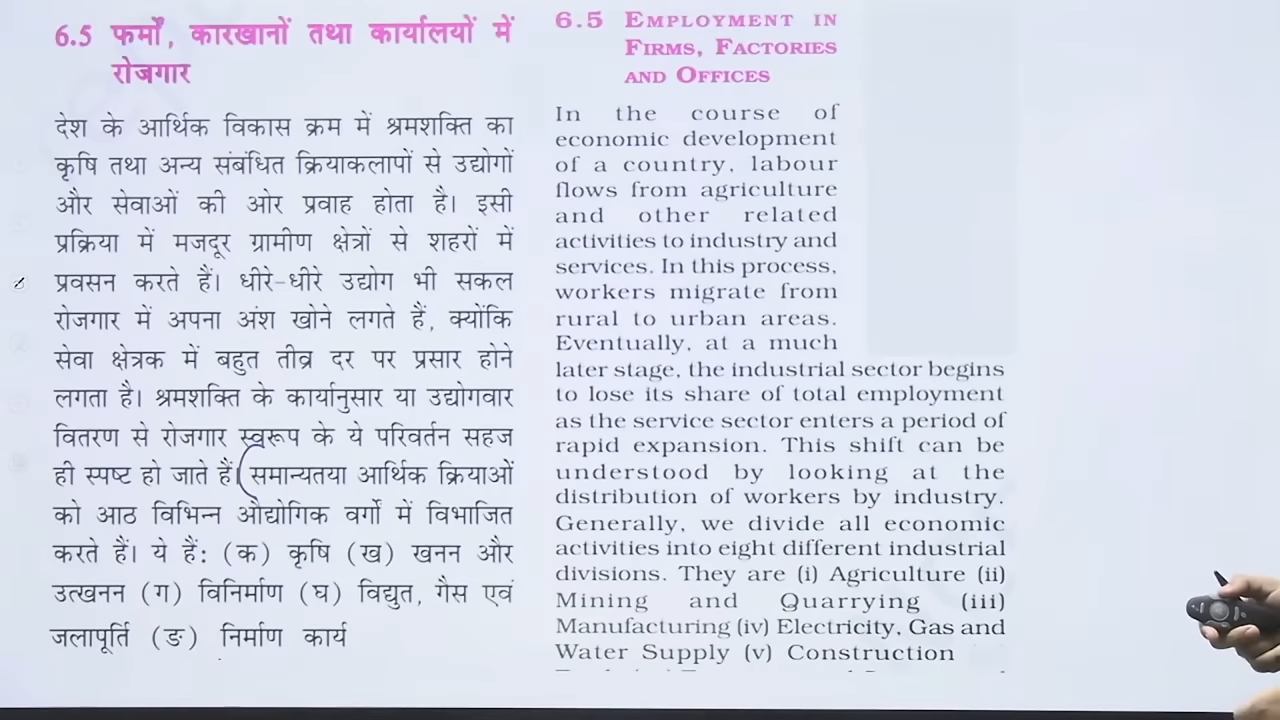 6.5 फर्मों, कारखानों तथा कार्यालयों में
रोजगार
देश के आर्थिक विकास क्रम में श्रमशक्ति का
कृषि तथा अन्य संबंधित क्रियाकलापों से उद्योगों
और सेवाओं की ओर प्रवाह होता है। इसी
प्रक्रिया में मजदूर ग्रामीण क्षेत्रों से शहरों में
प्रवसन करते हैं। धीरे-धीरे उद्योग भी सकल
रोजगार में अपना अंश खोने लगते हैं, क्योंकि
सेवा क्षेत्रक में बहुत तीव्र दर पर प्रसार होने
लगता है। श्रमशक्ति के कार्यानुसार या उद्योगवार
वितरण से रोजगार स्वरूप के ये परिवर्तन सहज
ही स्पष्ट हो जाते हैं। समान्यतया आर्थिक क्रियाओं
को आठ विभिन्न औद्योगिक वर्गों में विभाजित
करते हैं। ये हैं: (क) कृषि (ख) खनन और
उत्खनन (ग) विनिर्माण (घ) विद्युत, गैस एवं
जलापूर्ति (ङ) निर्माण कार्य
6.5 EMPLOYMENT IN
FIRMS, FACTORIES
AND OFFICES
In the course of
economic development
of a country, labour
flows from agriculture
and other related
activities to industry and
services. In this process,
workers migrate from
rural to urban areas.
Eventually, at a much
later stage, the industrial sector begins
to lose its share of total employment
as the service sector enters a period of
rapid expansion. This shift can be
understood by looking at the
distribution of workers by industry.
Generally, we divide all economic
activities into eight different industrial
divisions. They are (i) Agriculture (ii)
Mining and Quarrying (iii)
Manufacturing (iv) Electricity, Gas and
Water Supply (v) Construction